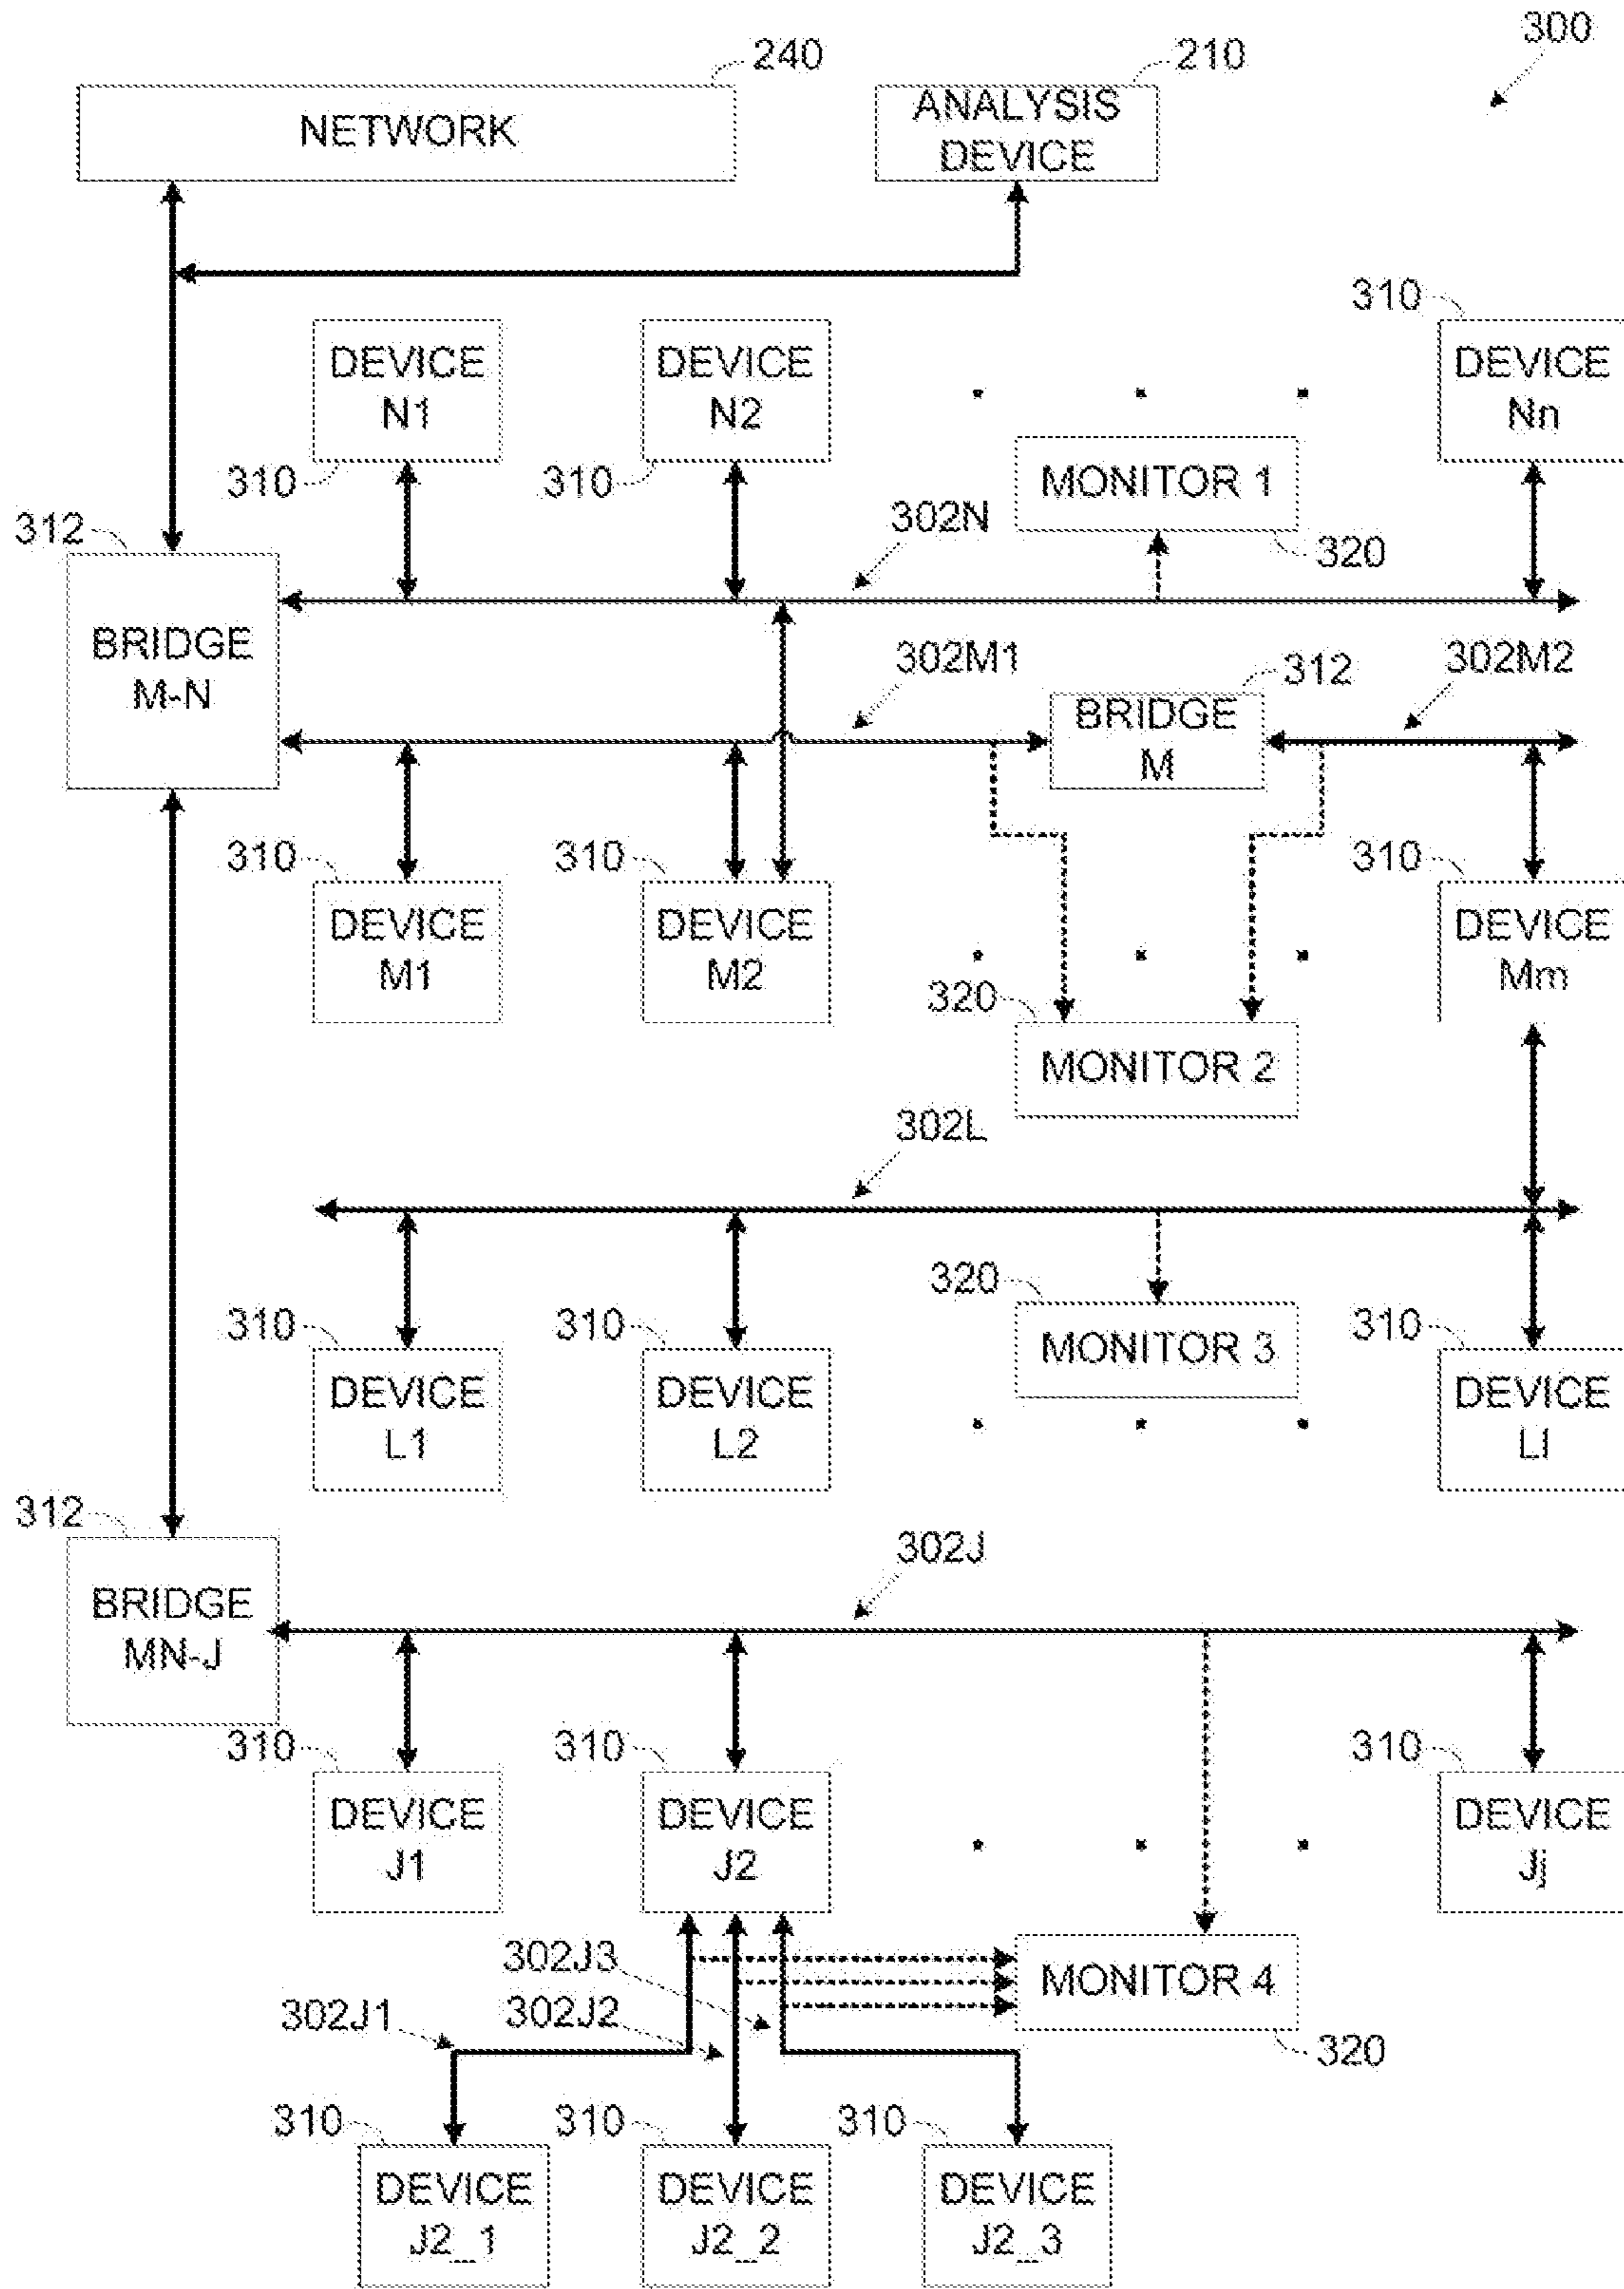 300
240
210
NETWORK
ANALYSIS
DEVICE
310
DEVICE
N1
DEVICE
N2
DEVICE
Nn
310
310
MONITOR 1
302N
320
312
BRIDGE
M-N
302M1
312
302M2
BRIDGE
M
310
310
310
DEVICE
M1
DEVICE
M2
DEVICE
Mm
320
MONITOR 2
302L
320
310
310
310
MONITOR 3
DEVICE
L1
DEVICE
L2
DEVICE
Ll
312
302J
BRIDGE
MN-J
310
310
310
DEVICE
J1
DEVICE
J2
DEVICE
Jj
302J3
MONITOR 4
302J1
302J2
320
310
310
310
DEVICE
J2_1
DEVICE
J2_2
DEVICE
J2_3